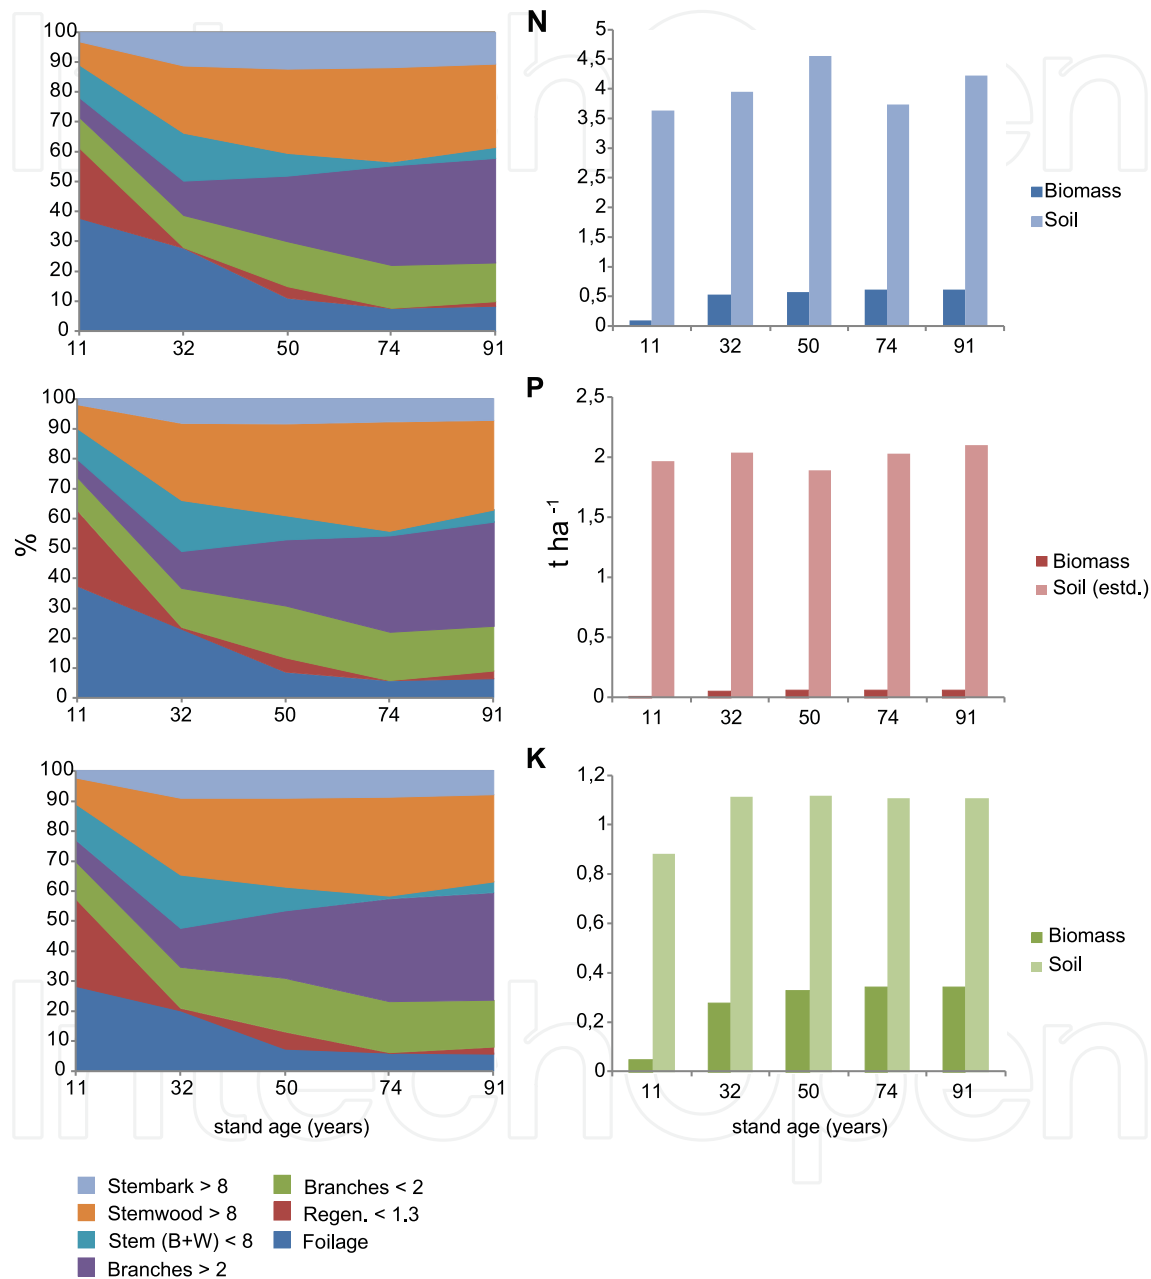 N
100
90
80
70
60
50
40
30
20
10
0
11 32 50 74 91
5
4,5
4
3,5
3
2,5
2
1,5
1
0,5
0
11 32 50 74 91
Biomass
Soil
P
%
100
90
80
70
60
50
40
30
20
10
0
11 32 50 74 91
t ha -1
2,5
2
1,5
1
0,5
0
11 32 50 74 91
Biomass
Soil (estd.)
K
100
90
80
70
60
50
40
30
20
10
0
11 32 50 74 91
stand age (years)
1,2
1
0,8
0,6
0,4
0,2
0
11 32 50 74 91
stand age (years)
Biomass
Soil
Stembark > 8
Stemwood > 8
Stem (B+W) < 8
Branches > 2
Branches < 2
Regen. < 1.3
Foilage
IntechOpen
IntechOpen